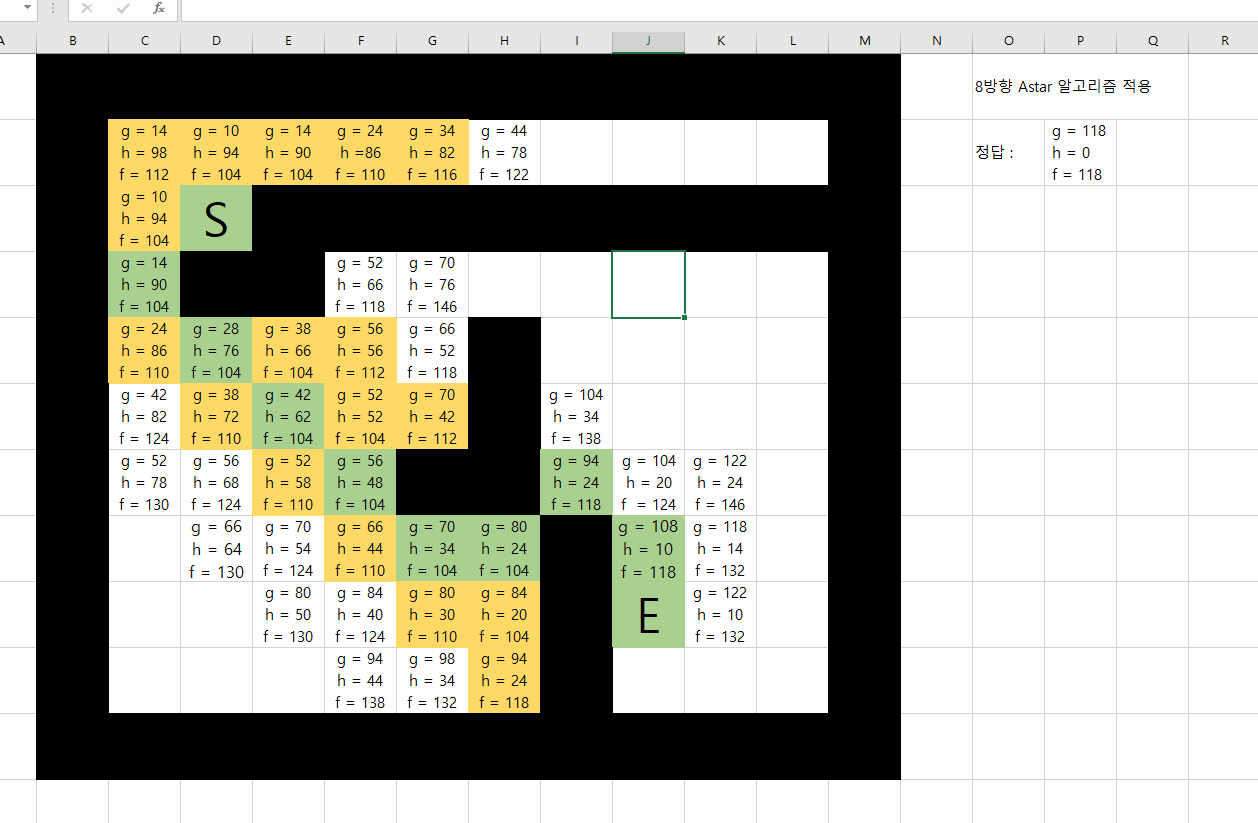 fx
A B C D E F G H I J K L M N O P Q R
8방향 Astar 알고리즘 적용
g = 14 g = 10 g = 14 g = 24 g = 34 g = 44 g = 118
h = 98 h = 94 h = 90 h =86 h = 82 h = 78 정답 : h = 0
f = 112 f = 104 f = 104 f = 110 f = 116 f = 122 f = 118
g = 10
h = 94 S
f = 104
g = 14 g = 52 g = 70
h = 90 h = 66 h = 76
f = 104 f = 118 f = 146
g = 24 g = 28 g = 38 g = 56 g = 66
h = 86 h = 76 h = 66 h = 56 h = 52
f = 110 f = 104 f = 104 f = 112 f = 118
g = 42 g = 38 g = 42 g = 52 g = 70 g = 104
h = 82 h = 72 h = 62 h = 52 h = 42 h = 34
f = 124 f = 110 f = 104 f = 104 f = 112 f = 138
g = 52 g = 56 g = 52 g = 56 g = 94 g = 104 g = 122
h = 78 h = 68 h = 58 h = 48 h = 24 h = 20 h = 24
f = 130 f = 124 f = 110 f = 104 f = 118 f = 124 f = 146
g = 66 g = 70 g = 66 g = 70 g = 80 g = 108 g = 118
h = 64 h = 54 h = 44 h = 34 h = 24 h = 10 h = 14
f = 130 f = 124 f = 110 f = 104 f = 104 f = 118 f = 132
g = 80 g = 84 g = 80 g = 84 g = 122
h = 50 h = 40 h = 30 h = 20 E h = 10
f = 130 f = 124 f = 110 f = 104 f = 132
g = 94 g = 98 g = 94
h = 44 h = 34 h = 24
f = 138 f = 132 f = 118